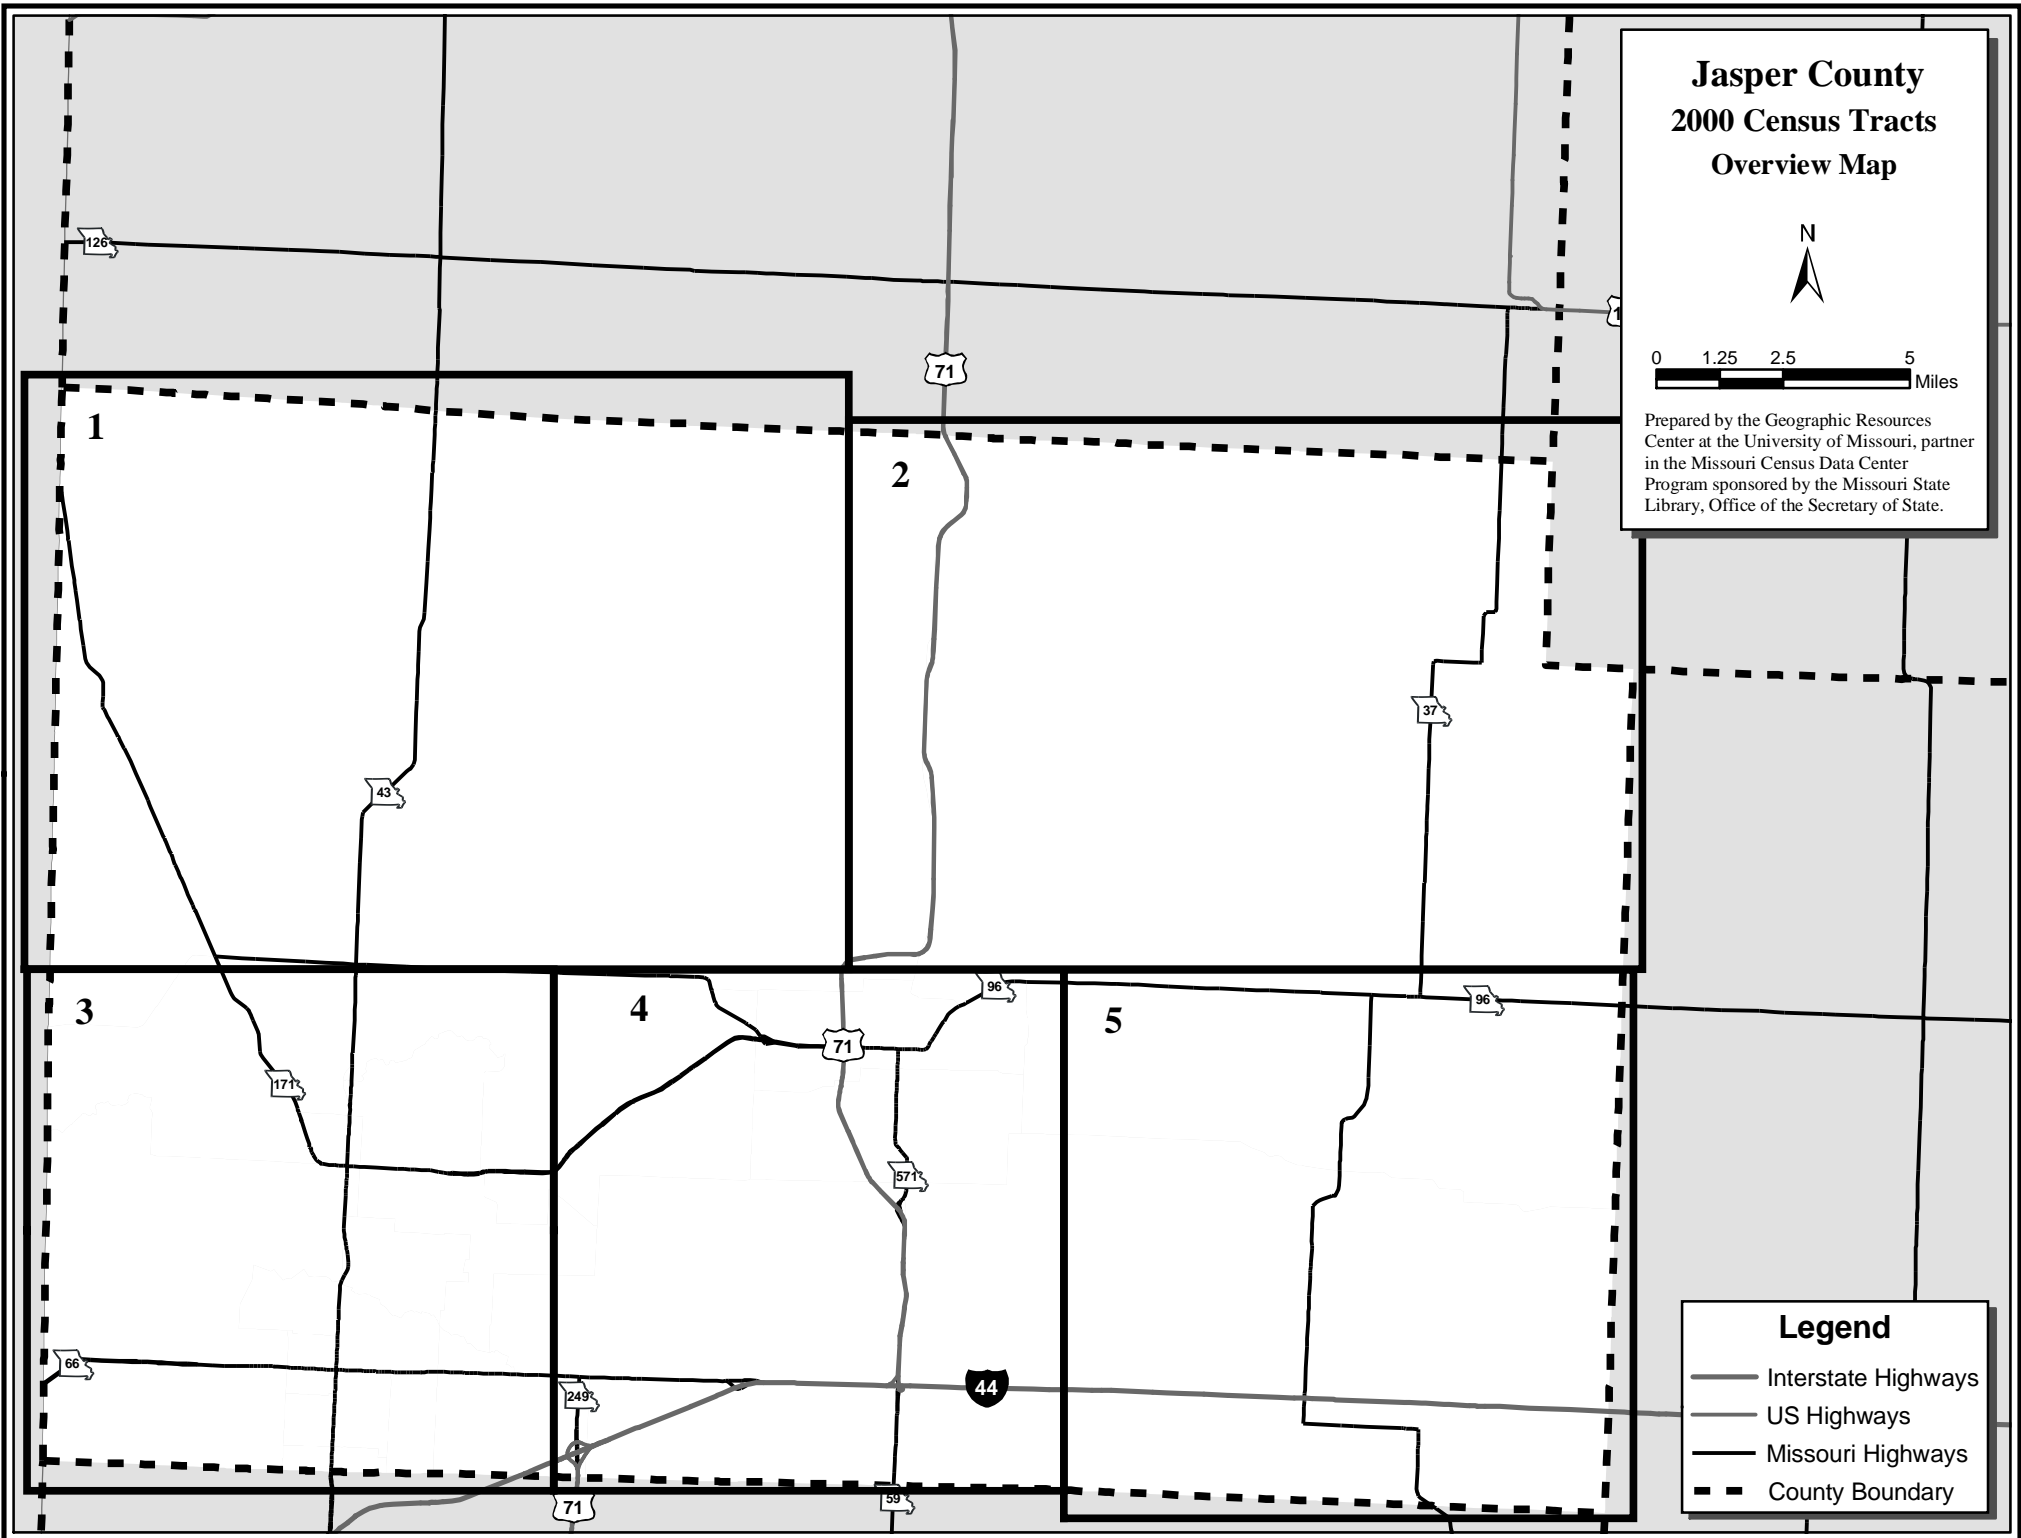 Jasper County
2000 Census Tracts
Overview Map
N
0 1.25 2.5 5
Miles
Prepared by the Geographic Resources
Center at the University of Missouri, partner
in the Missouri Census Data Center
Program sponsored by the Missouri State
Library, Office of the Secretary of State.
126
1
71
1
2
37
43
3
4
96
5
96
71
171
571
66
249
44
71
59
Legend
Interstate Highways
US Highways
Missouri Highways
County Boundary